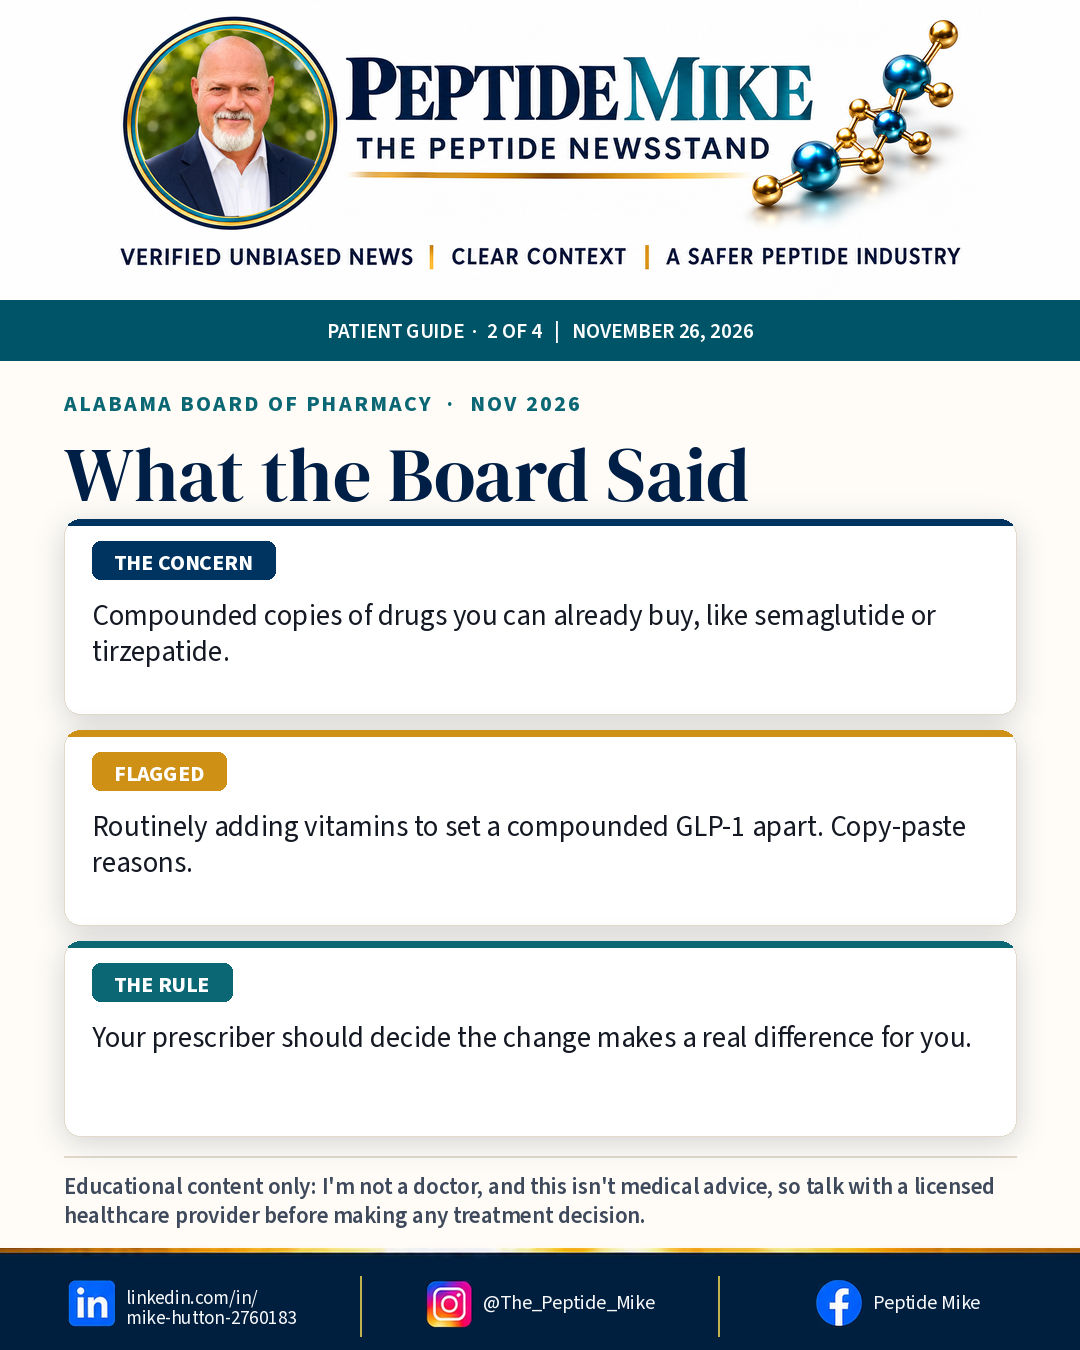 PEPTIDEMIKE
THE PEPTIDE NEWSSTAND
VERIFIED UNBIASED NEWS | CLEAR CONTEXT | A SAFER PEPTIDE INDUSTRY
PATIENT GUIDE · 2 OF 4 | NOVEMBER 26, 2026
ALABAMA BOARD OF PHARMACY · NOV 2026
What the Board Said
THE CONCERN
Compounded copies of drugs you can already buy, like semaglutide or
tirzepatide.
FLAGGED
Routinely adding vitamins to set a compounded GLP-1 apart. Copy-paste
reasons.
THE RULE
Your prescriber should decide the change makes a real difference for you.
Educational content only: I'm not a doctor, and this isn't medical advice, so talk with a licensed
healthcare provider before making any treatment decision.
linkedin.com/in/
mike-hutton-2760183
@The_Peptide_Mike
Peptide Mike